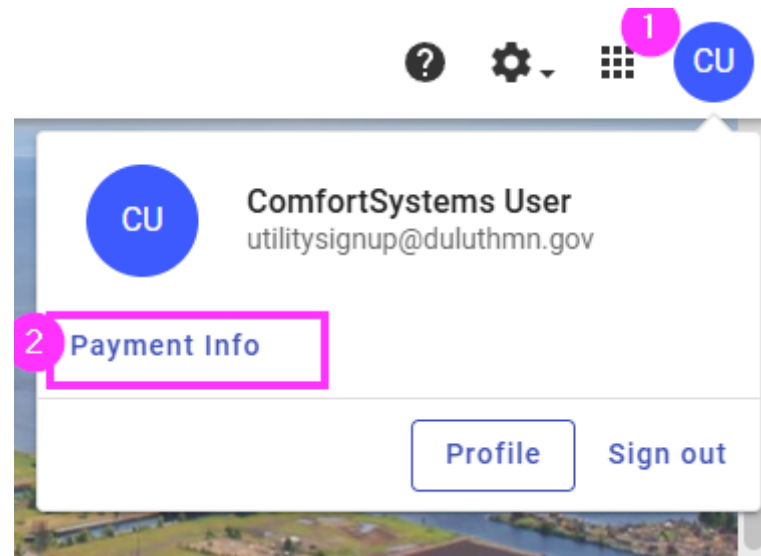 1
CU
CU
ComfortSystems User
utilitysignup@duluthmn.gov
2
Payment Info
Profile
Sign out